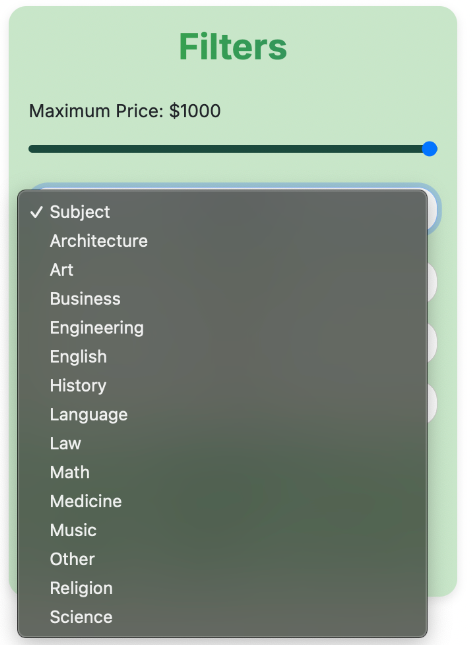 Filters
Maximum Price: $1000
✓ Subject
Architecture
Art
Business
Engineering
English
History
Language
Law
Math
Medicine
Music
Other
Religion
Science